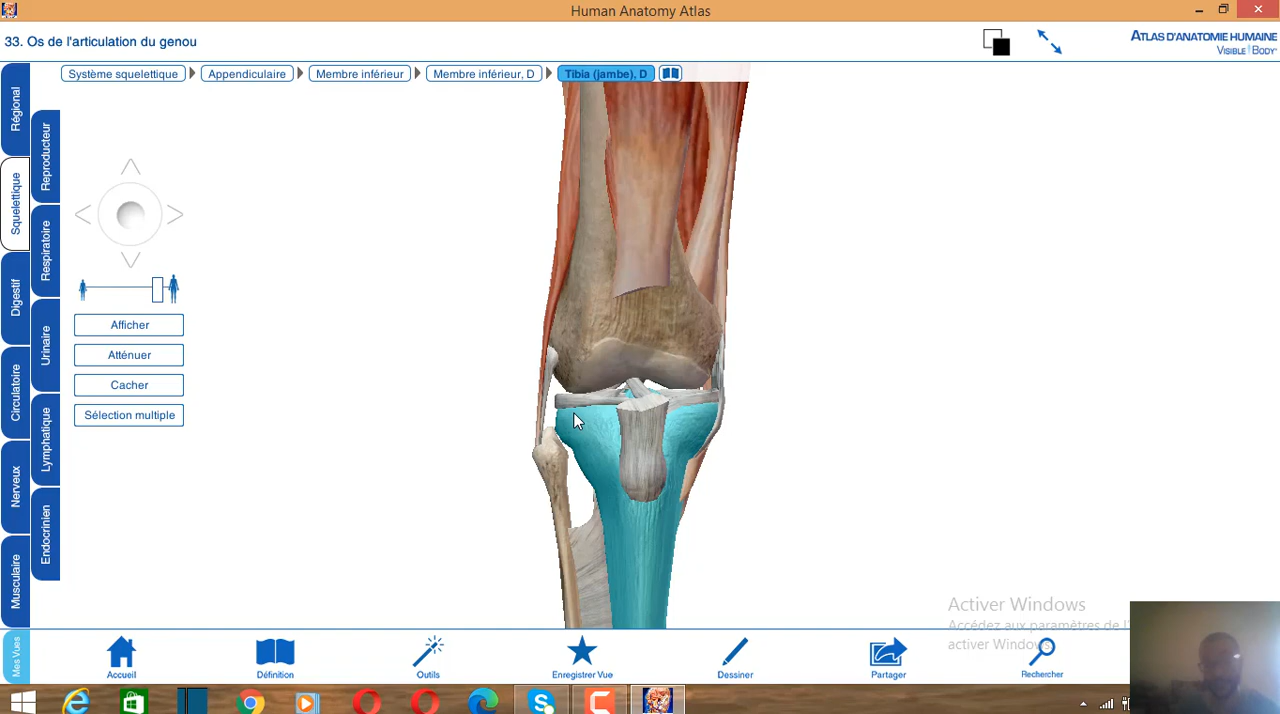 Human Anatomy Atlas
33. Os de l'articulation du genou
ATLAS D'ANATOMIE HUMAINE
VISIBLE BODY
Système squelettique
Appendiculaire
Membre inférieur
Membre inférieur, D
Tibia (jambe), D
Régional
Squelettique
Digestif
Circulatoire
Nerveux
Musculaire
Mes Vues
Reproducteur
Respiratoire
Urinaire
Lymphatique
Endocrinien
Afficher
Atténuer
Cacher
Sélection multiple
Activer Windows
Accédez aux paramètres de l'
activer Windows
Accueil
Définition
Outils
Enregistrer Vue
Dessiner
Partager
Rechercher